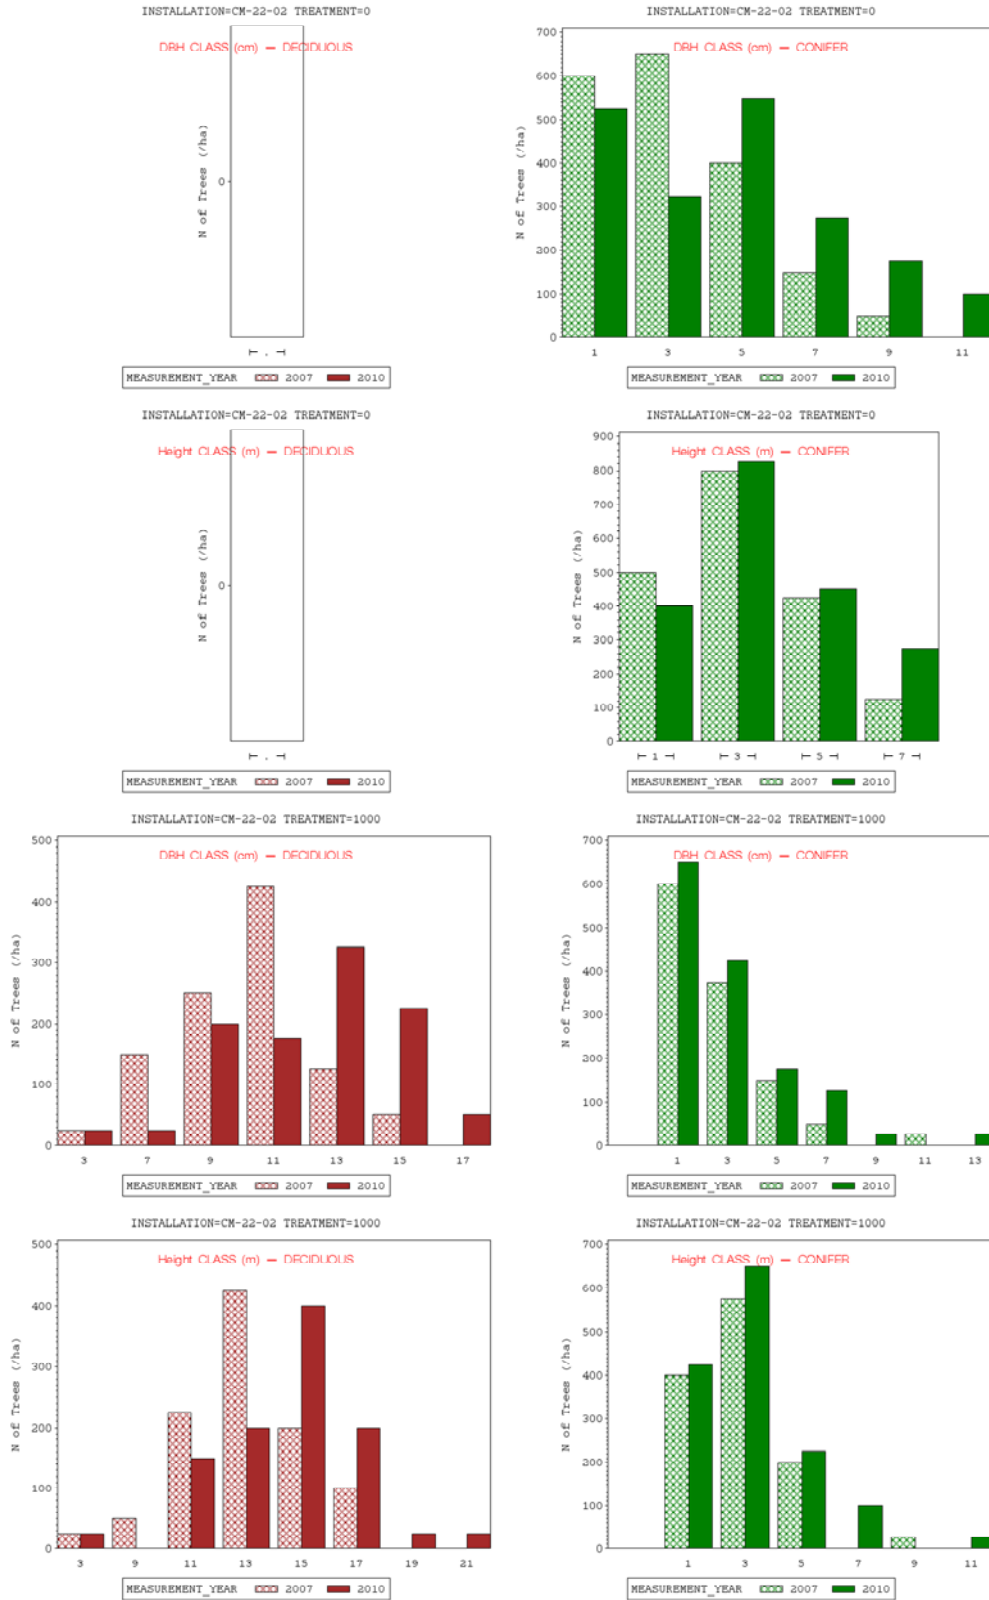 INSTALLATION=CM-22-02 TREATMENT=0
DBH CLASS (cm) — DECIDUOUS
N of Trees (/ha)
0
.
MEASUREMENT_YEAR 2007 2010
INSTALLATION=CM-22-02 TREATMENT=0
DBH CLASS (cm) — CONIFER
N of Trees (/ha)
700
600
500
400
300
200
100
0
1 3 5 7 9 11
MEASUREMENT_YEAR 2007 2010
INSTALLATION=CM-22-02 TREATMENT=0
Height CLASS (m) — DECIDUOUS
N of Trees (/ha)
0
.
MEASUREMENT_YEAR 2007 2010
INSTALLATION=CM-22-02 TREATMENT=0
Height CLASS (m) — CONIFER
N of Trees (/ha)
900
800
700
600
500
400
300
200
100
0
1 3 5 7
MEASUREMENT_YEAR 2007 2010
INSTALLATION=CM-22-02 TREATMENT=1000
DBH CLASS (cm) — DECIDUOUS
N of Trees (/ha)
500
400
300
200
100
0
3 7 9 11 13 15 17
MEASUREMENT_YEAR 2007 2010
INSTALLATION=CM-22-02 TREATMENT=1000
DBH CLASS (cm) — CONIFER
N of Trees (/ha)
700
600
500
400
300
200
100
0
1 3 5 7 9 11 13
MEASUREMENT_YEAR 2007 2010
INSTALLATION=CM-22-02 TREATMENT=1000
Height CLASS (m) — DECIDUOUS
N of Trees (/ha)
500
400
300
200
100
0
3 9 11 13 15 17 19 21
MEASUREMENT_YEAR 2007 2010
INSTALLATION=CM-22-02 TREATMENT=1000
Height CLASS (m) — CONIFER
N of Trees (/ha)
700
600
500
400
300
200
100
0
1 3 5 7 9 11
MEASUREMENT_YEAR 2007 2010